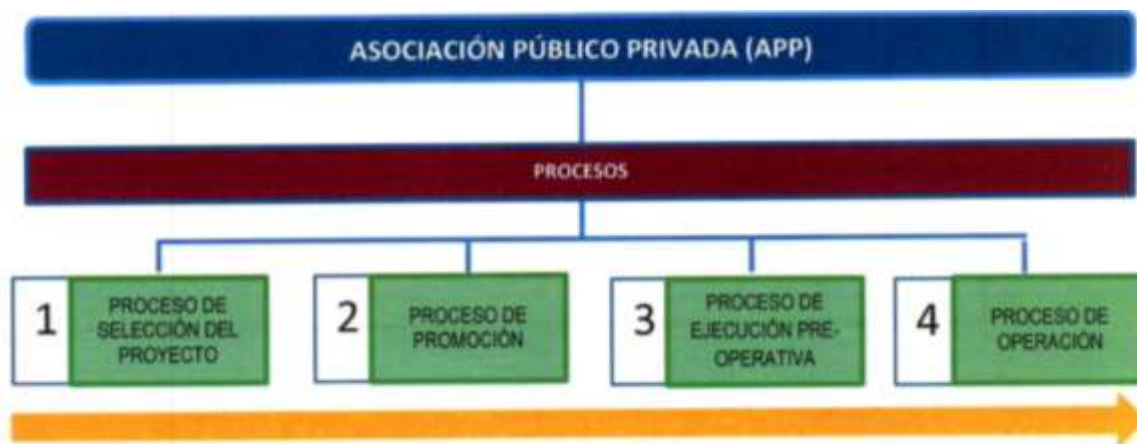 ASOCIACIÓN PÚBLICO PRIVADA (APP)
PROCESOS
1
PROCESO DE
SELECCIÓN DEL
PROYECTO
2
PROCESO DE
PROMOCIÓN
3
PROCESO DE
EJECUCIÓN PRE-
OPERATIVA
4
PROCESO DE
OPERACIÓN